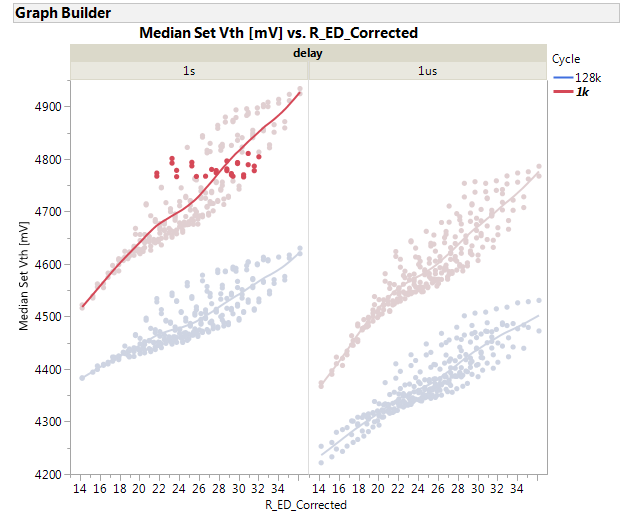 Graph Builder
Median Set Vth [mV] vs. R_ED_Corrected
delay
1s 1us
Cycle
128k
1k
Median Set Vth [mV]
4900
4800
4700
4600
4500
4400
4300
4200
14 16 18 20 22 24 26 28 30 32 34 14 16 18 20 22 24 26 28 30 32 34
R_ED_Corrected